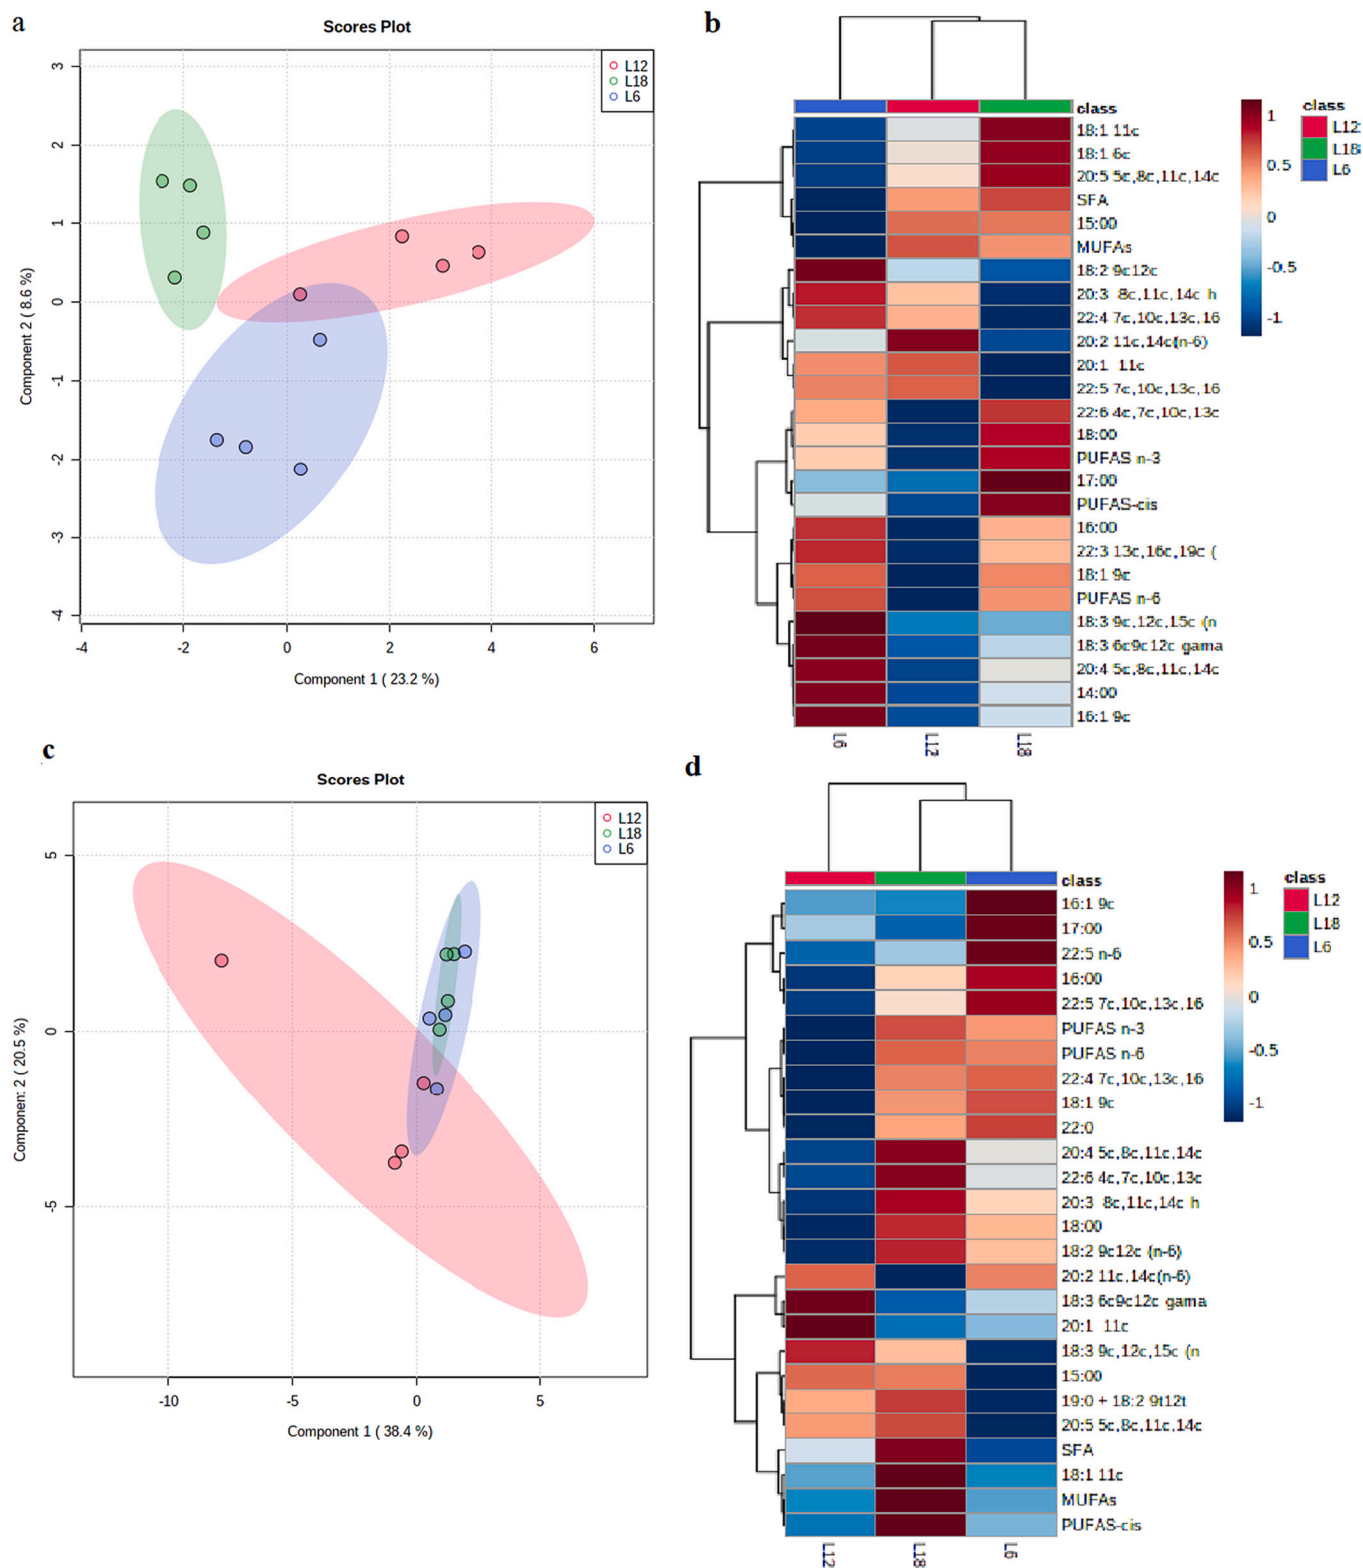 a
Scores Plot
L12
L18
L6
3
2
1
0
-1
-2
-3
-4
Component 2 ( 8.6 %)
-4
-2
0
2
4
6
Component 1 ( 23.2 %)
b
class
18:1 11c
18:1 6c
20:5 5c,8c,11c,14c
SFA
15:00
MUFAs
18:2 9c12c
20:3 8c,11c,14c h
22:4 7c,10c,13c,16
20:2 11c,14c(n-6)
20:1 11c
22:5 7c,10c,13c,16
22:6 4c,7c,10c,13c
18:00
PUFAS n-3
17:00
PUFAS-cis
16:00
22:3 13c,16c,19c (
18:1 9c
PUFAS n-6
18:3 9c,12c,15c (n
18:3 6c9c12c gama
20:4 5c,8c,11c,14c
14:00
16:1 9c
L6
L12
L18
1
0.5
0
-0.5
-1
class
L12
L18
L6
c
Scores Plot
L12
L18
L6
5
0
-5
Component 2 ( 20.5 %)
-10
-5
0
5
Component 1 ( 38.4 %)
d
class
16:1 9c
17:00
22:5 n-6
16:00
22:5 7c,10c,13c,16
PUFAS n-3
PUFAS n-6
22:4 7c,10c,13c,16
18:1 9c
22:0
20:4 5c,8c,11c,14c
22:6 4c,7c,10c,13c
20:3 8c,11c,14c h
18:00
18:2 9c12c (n-6)
20:2 11c,14c(n-6)
18:3 6c9c12c gama
20:1 11c
18:3 9c,12c,15c (n
15:00
19:0 + 18:2 9t12t
20:5 5c,8c,11c,14c
SFA
18:1 11c
MUFAs
PUFAS-cis
L12
L18
L6
1
0.5
0
-0.5
-1
class
L12
L18
L6